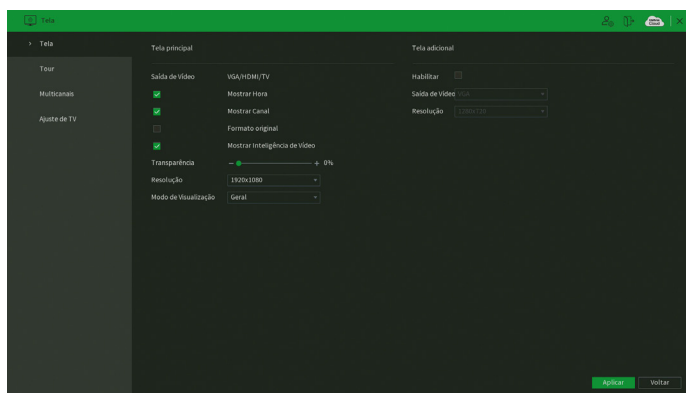 Tela
Tela
Tour
Multicanais
Ajuste de TV
Tela principal
Saída de Vídeo VGA/HDMI/TV
Mostrar Hora
Mostrar Canal
Formato original
Mostrar Inteligência de Vídeo
Transparência - + 0%
Resolução 1920x1080
Modo de Visualização Geral
Tela adicional
Habilitar
Saída de Vídeo VGA
Resolução 1280x720
Aplicar Voltar